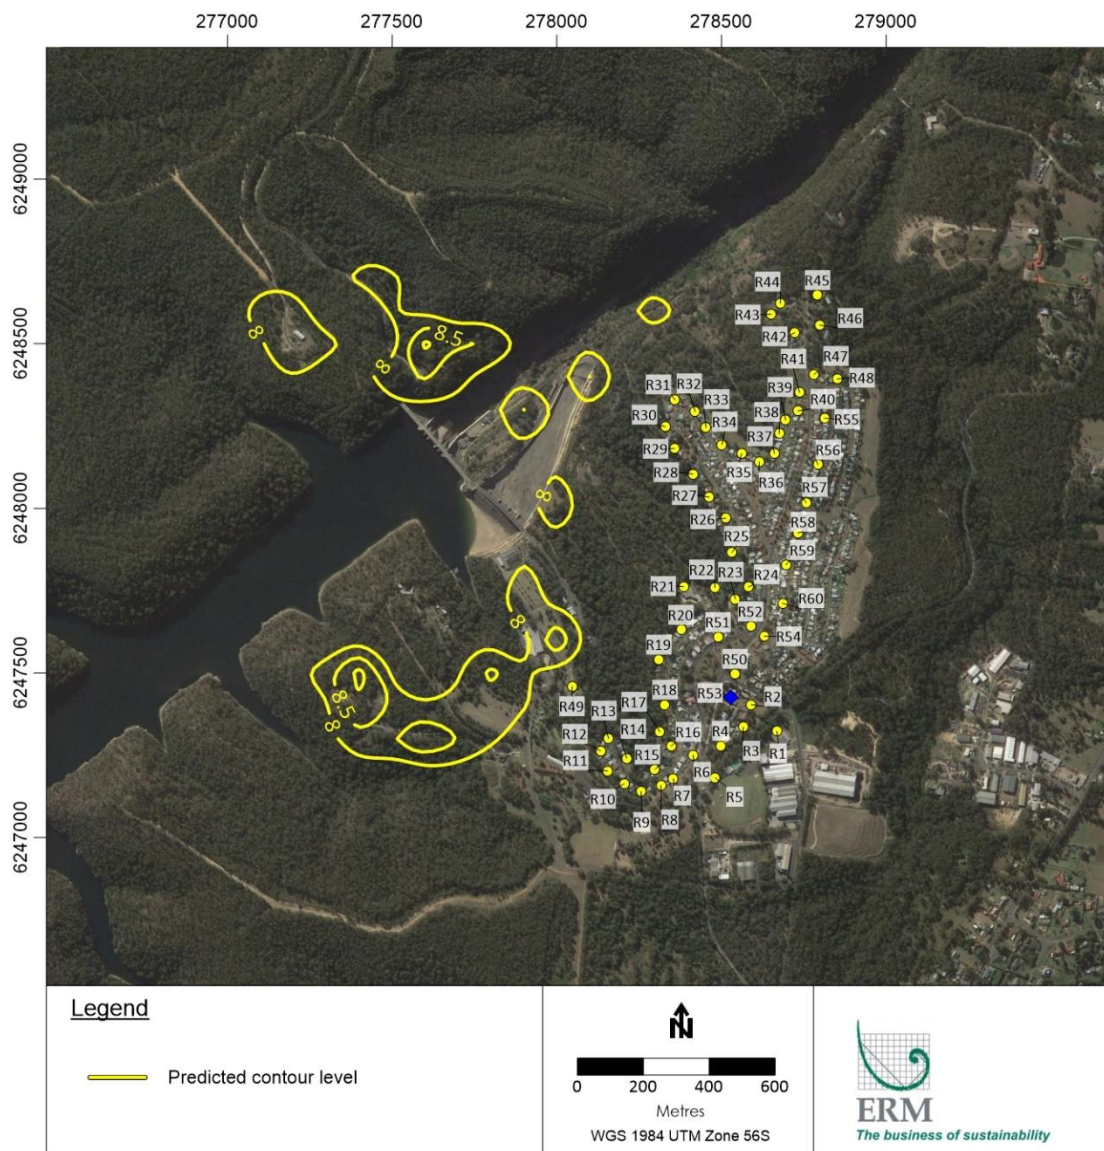 277000 277500 278000 278500 279000
6249000
6248500
6248000
6247500
6247000
8
8.5
8
8
8
8.5
8
8
R44 R45
R43 R46
R42
R41 R47
R48
R31 R32 R39
R33 R38 R40
R30 R34 R55
R37
R29 R56
R35
R28 R36
R57
R27
R26 R58
R25
R59
R22 R23
R21 R24
R60
R20 R51 R52
R54
R19 R50
R18 R53
R49 R2
R17
R13
R12 R14 R16 R4
R3 R1
R11 R15
R6
R10 R7 R5
R9 R8
Legend
Predicted contour level
N
0 200 400 600
Metres
WGS 1984 UTM Zone 56S
ERM
The business of sustainability